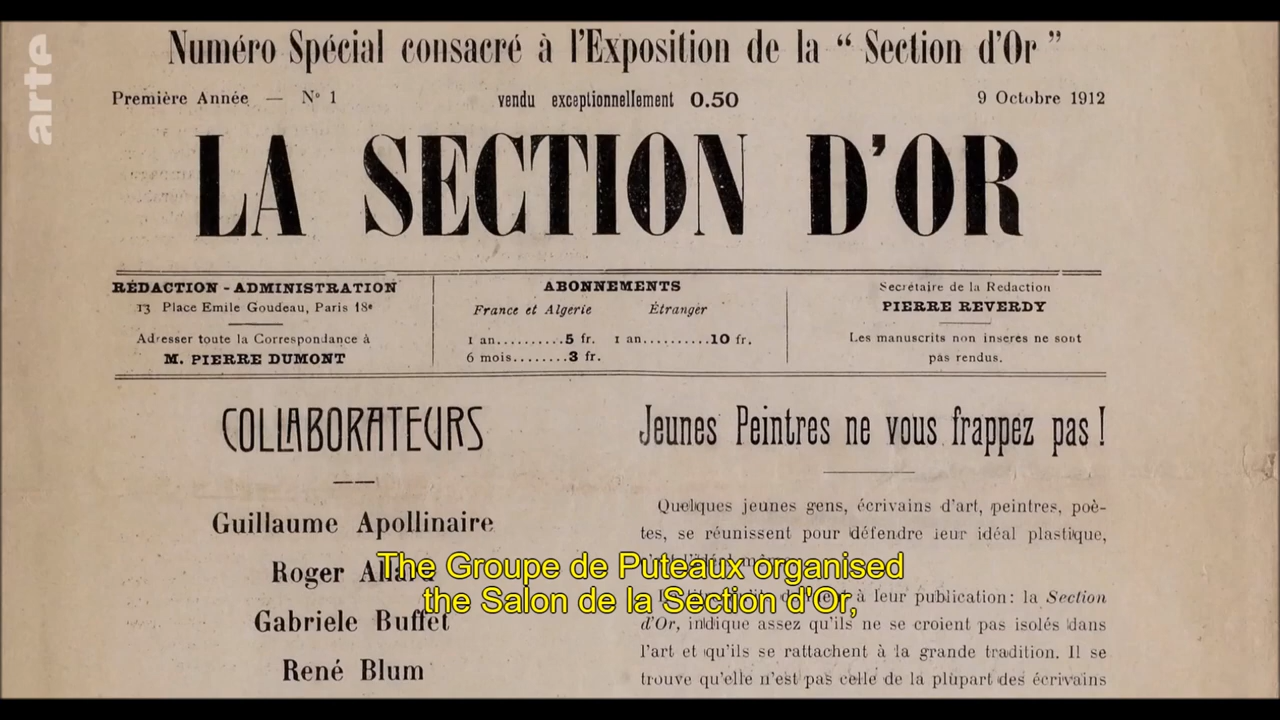 arte
Numéro Spécial consacré à l'Exposition de la “ Section d'Or ”
Première Année — N° 1
vendu exceptionnellement 0.50
9 Octobre 1912
LA SECTION D'OR
RÉDACTION - ADMINISTRATION
13 Place Emile Goudeau, Paris 18e
Adresser toute la Correspondance à
M. PIERRE DUMONT
ABONNEMENTS
France et Algerie
Étranger
1 an..........5 fr.
1 an..........10 fr.
6 mois........3 fr.
Secrétaire de la Redaction
PIERRE REVERDY
Les manuscrits non inseres ne sont
pas rendus.
COLLABORATEURS
Guillaume Apollinaire
Roger
Gabriele Buffet
René Blum
Jeunes Peintres ne vous frappez pas !
Quelques jeunes gens, écrivains d'art, peintres, poè-
tes, se réunissent pour défendre leur idéal plastique,
à leur publication: la Section
d'Or, indique assez qu'ils ne se croient pas isolés dans
l'art et qu'ils se rattachent à la grande tradition. Il se
trouve qu'elle n'est pas celle de la plupart des écrivains
The Groupe de Puteaux organised
the Salon de la Section d'Or,